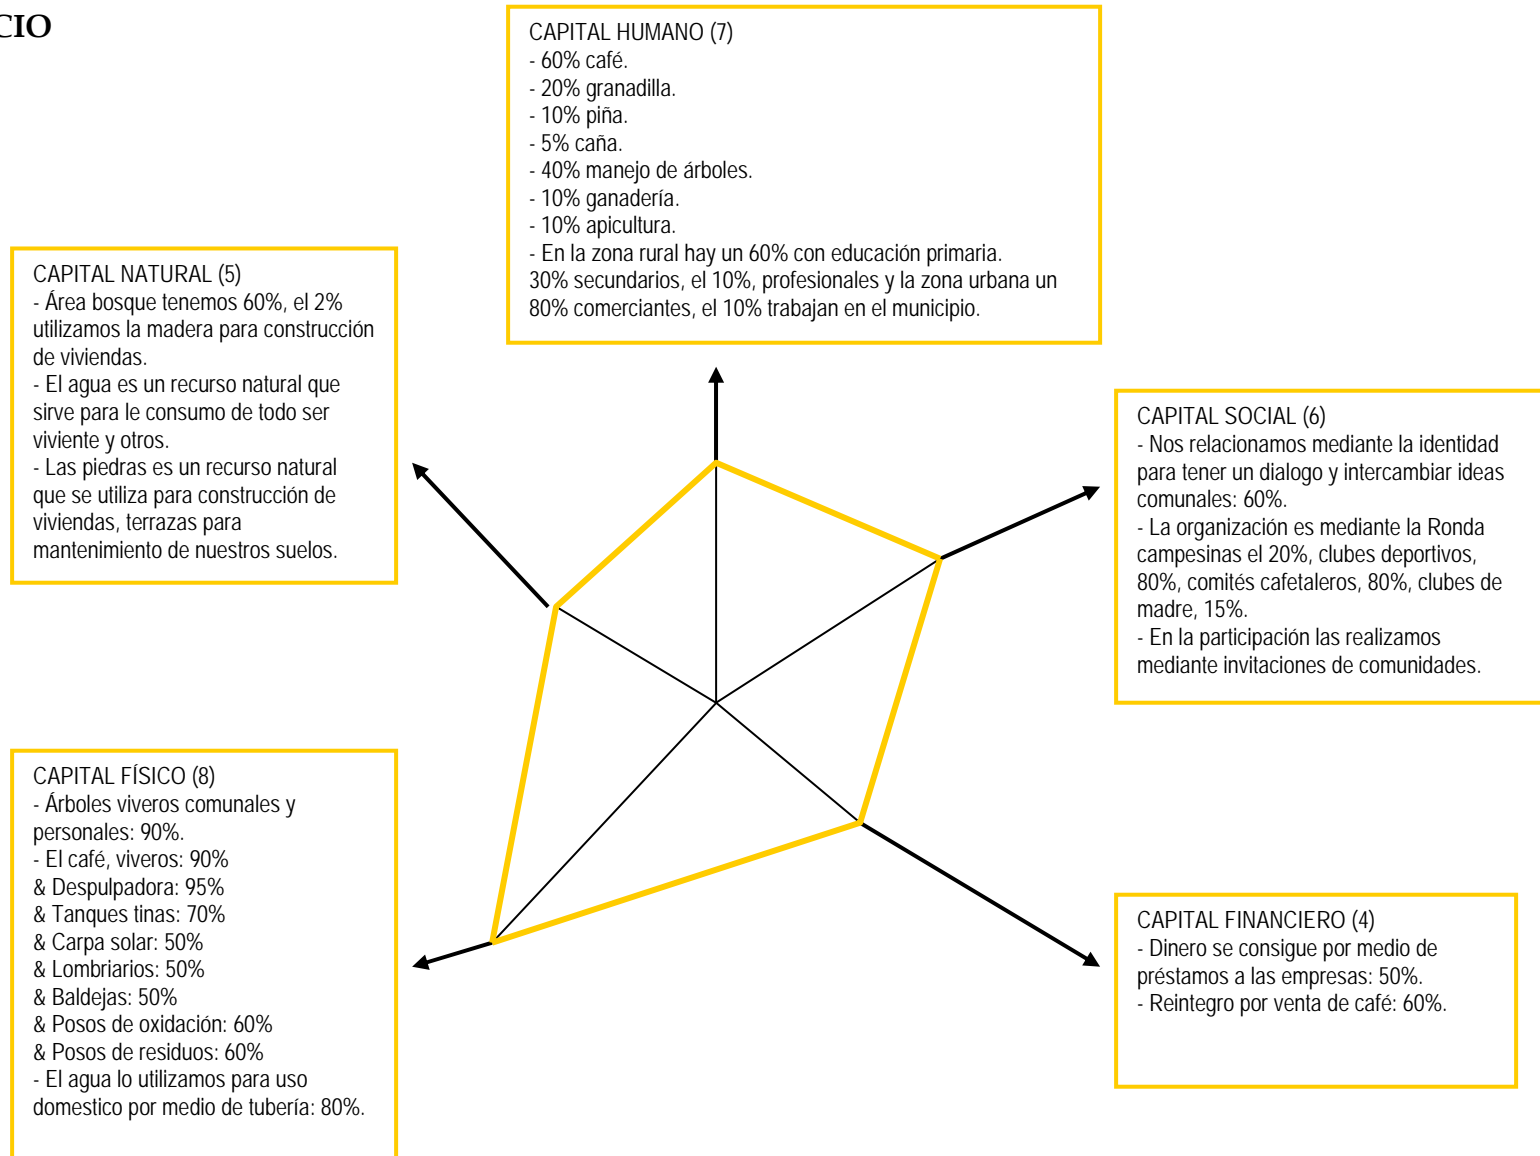 CIO
CAPITAL HUMANO (7)
- 60% café.
- 20% granadilla.
- 10% piña.
- 5% caña.
- 40% manejo de árboles.
- 10% ganadería.
- 10% apicultura.
- En la zona rural hay un 60% con educación primaria.
30% secundarios, el 10%, profesionales y la zona urbana un
80% comerciantes, el 10% trabajan en el municipio.
CAPITAL NATURAL (5)
- Área bosque tenemos 60%, el 2%
utilizamos la madera para construcción
de viviendas.
- El agua es un recurso natural que
sirve para le consumo de todo ser
viviente y otros.
- Las piedras es un recurso natural
que se utiliza para construcción de
viviendas, terrazas para
mantenimiento de nuestros suelos.
CAPITAL SOCIAL (6)
- Nos relacionamos mediante la identidad
para tener un dialogo y intercambiar ideas
comunales: 60%.
- La organización es mediante la Ronda
campesinas el 20%, clubes deportivos,
80%, comités cafetaleros, 80%, clubes de
madre, 15%.
- En la participación las realizamos
mediante invitaciones de comunidades.
CAPITAL FÍSICO (8)
- Árboles viveros comunales y
personales: 90%.
- El café, viveros: 90%
& Despulpadora: 95%
& Tanques tinas: 70%
& Carpa solar: 50%
& Lombriarios: 50%
& Baldejas: 50%
& Posos de oxidación: 60%
& Posos de residuos: 60%
- El agua lo utilizamos para uso
domestico por medio de tubería: 80%.
CAPITAL FINANCIERO (4)
- Dinero se consigue por medio de
préstamos a las empresas: 50%.
- Reintegro por venta de café: 60%.